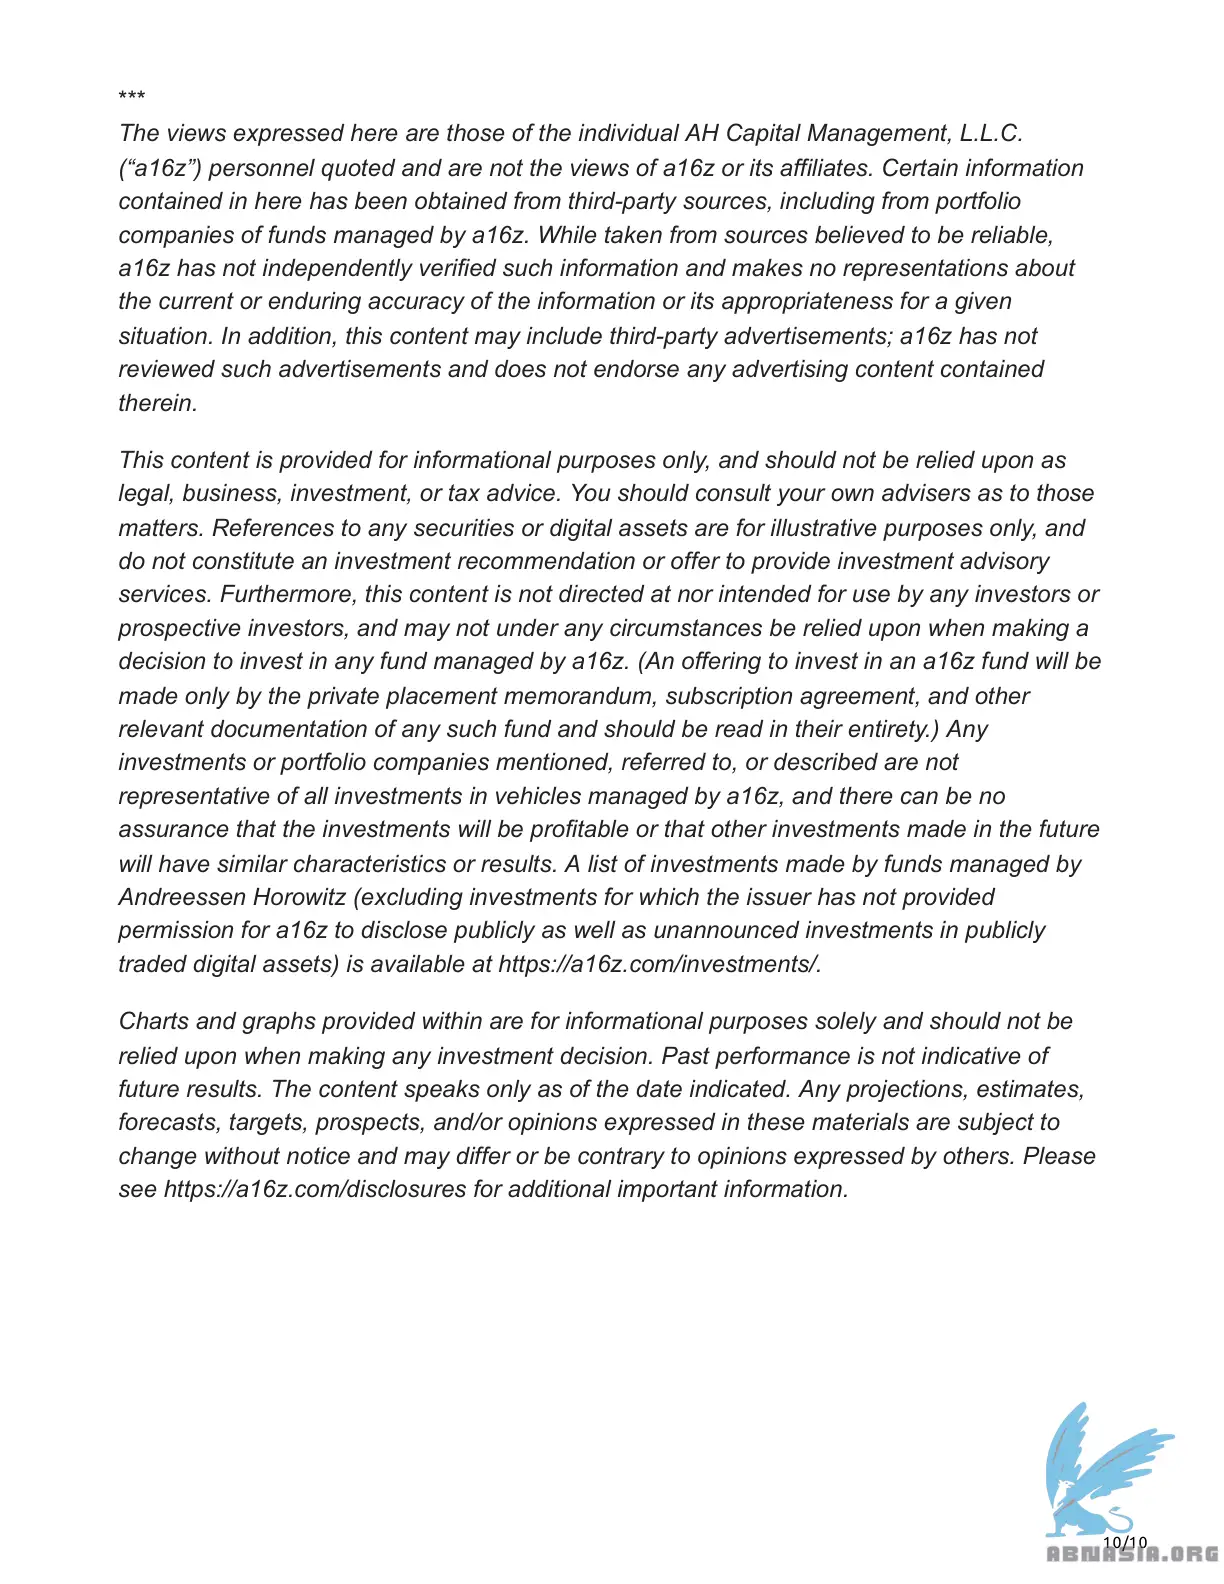 ***
The views expressed here are those of the individual AH Capital Management, L.L.C.
(“a16z”) personnel quoted and are not the views of a16z or its affiliates. Certain information
contained in here has been obtained from third-party sources, including from portfolio
companies of funds managed by a16z. While taken from sources believed to be reliable,
a16z has not independently verified such information and makes no representations about
the current or enduring accuracy of the information or its appropriateness for a given
situation. In addition, this content may include third-party advertisements; a16z has not
reviewed such advertisements and does not endorse any advertising content contained
therein.
This content is provided for informational purposes only, and should not be relied upon as
legal, business, investment, or tax advice. You should consult your own advisers as to those
matters. References to any securities or digital assets are for illustrative purposes only, and
do not constitute an investment recommendation or offer to provide investment advisory
services. Furthermore, this content is not directed at nor intended for use by any investors or
prospective investors, and may not under any circumstances be relied upon when making a
decision to invest in any fund managed by a16z. (An offering to invest in an a16z fund will be
made only by the private placement memorandum, subscription agreement, and other
relevant documentation of any such fund and should be read in their entirety.) Any
investments or portfolio companies mentioned, referred to, or described are not
representative of all investments in vehicles managed by a16z, and there can be no
assurance that the investments will be profitable or that other investments made in the future
will have similar characteristics or results. A list of investments made by funds managed by
Andreessen Horowitz (excluding investments for which the issuer has not provided
permission for a16z to disclose publicly as well as unannounced investments in publicly
traded digital assets) is available at https://a16z.com/investments/.
Charts and graphs provided within are for informational purposes solely and should not be
relied upon when making any investment decision. Past performance is not indicative of
future results. The content speaks only as of the date indicated. Any projections, estimates,
forecasts, targets, prospects, and/or opinions expressed in these materials are subject to
change without notice and may differ or be contrary to opinions expressed by others. Please
see https://a16z.com/disclosures for additional important information.
10/10
ABNASIA.ORG